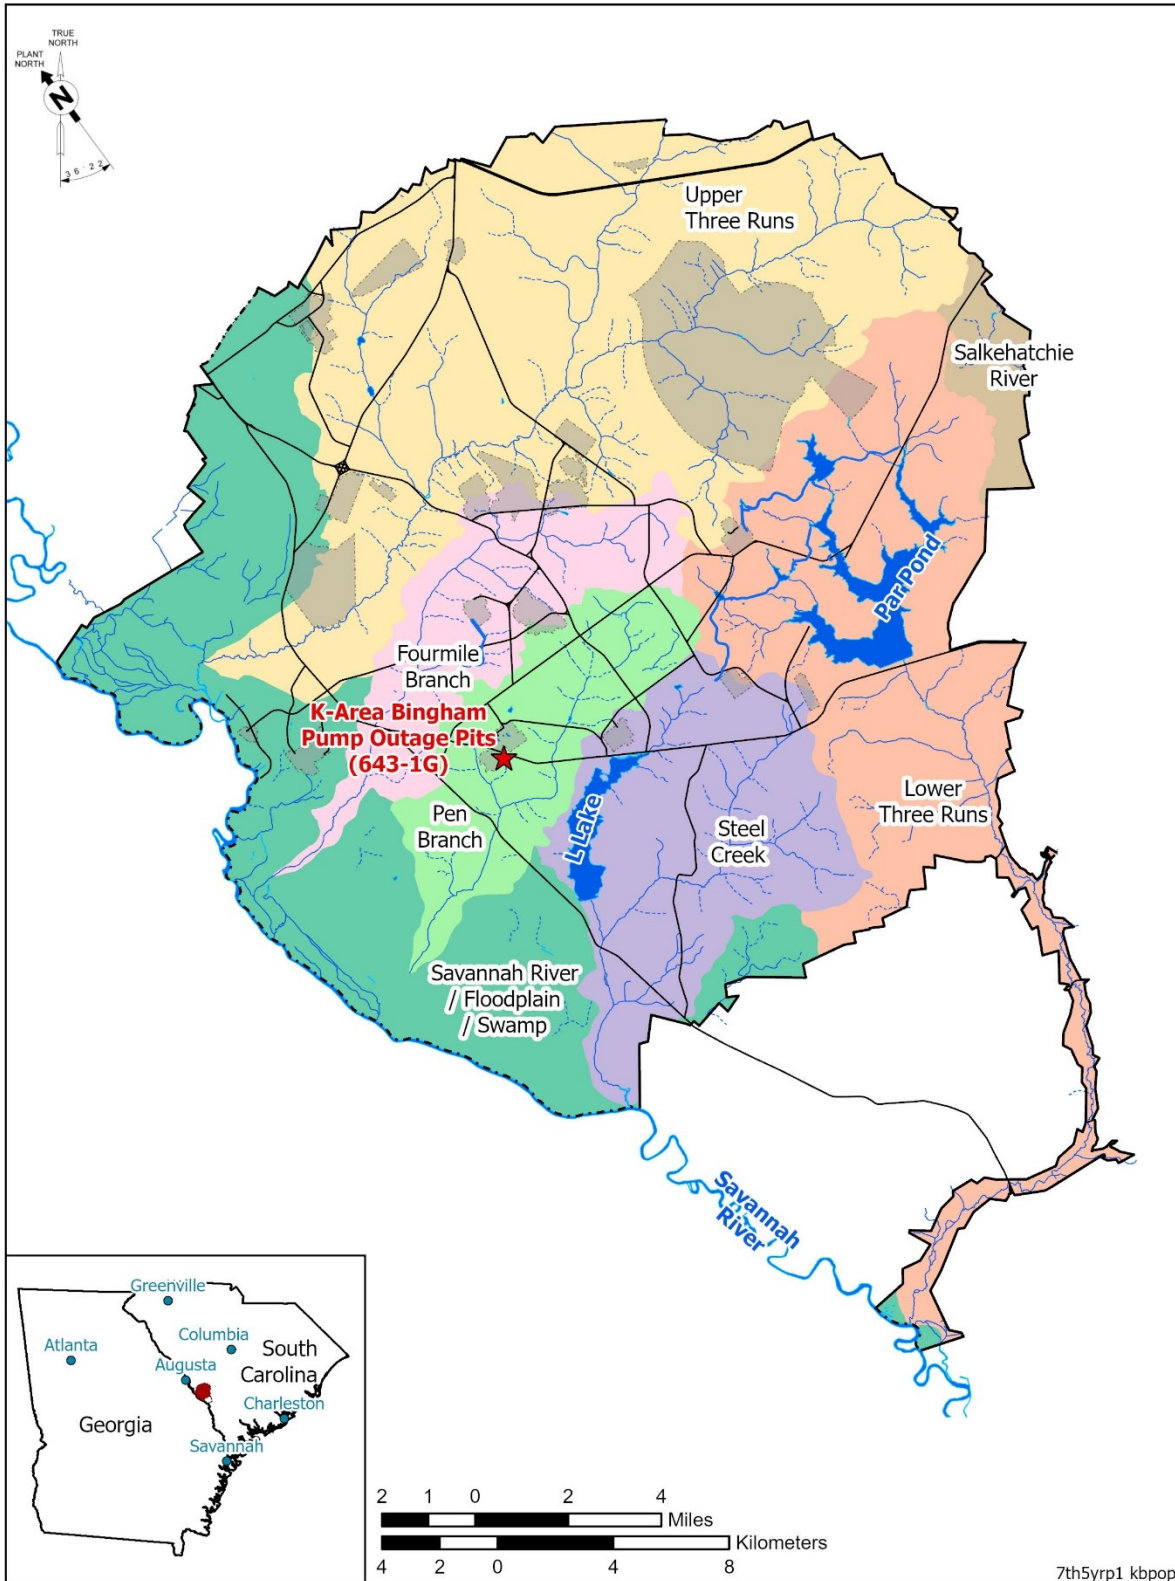 TRUE
NORTH
PLANT
NORTH
N
36·22
Upper
Three Runs
Salkehatchie
River
Par Pond
Fourmile
Branch
K-Area Bingham
Pump Outage Pits
(643-1G)
Lower
Three Runs
L Lake
Pen
Branch
Steel
Creek
Savannah River
/ Floodplain
/ Swamp
Savannah
River
Greenville
Atlanta
Columbia
South
Carolina
Augusta
Charleston
Georgia
Savannah
2 1 0 2 4
Miles
Kilometers
4 2 0 4 8
7th5yrp1 kbpop